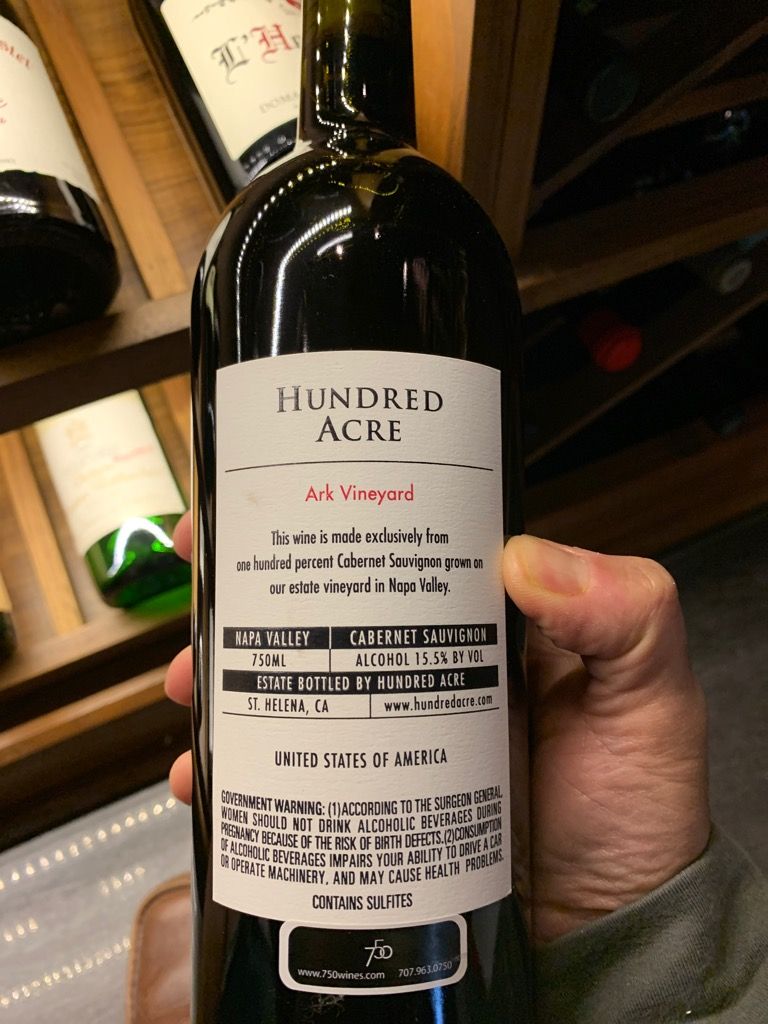 L'H
DOMA
HUNDRED
ACRE
Ark Vineyard
This wine is made exclusively from
one hundred percent Cabernet Sauvignon grown on
our estate vineyard in Napa Valley.
NAPA VALLEY CABERNET SAUVIGNON
750ML ALCOHOL 15.5% BY VOL
ESTATE BOTTLED BY HUNDRED ACRE
ST. HELENA, CA www.hundredacre.com
UNITED STATES OF AMERICA
GOVERNMENT WARNING: (1)ACCORDING TO THE SURGEON GENERAL,
WOMEN SHOULD NOT DRINK ALCOHOLIC BEVERAGES DURING
PREGNANCY BECAUSE OF THE RISK OF BIRTH DEFECTS.(2)CONSUMPTION
OF ALCOHOLIC BEVERAGES IMPAIRS YOUR ABILITY TO DRIVE A CAR
OR OPERATE MACHINERY, AND MAY CAUSE HEALTH PROBLEMS.
CONTAINS SULFITES
750
www.750wines.com 707.963.0750